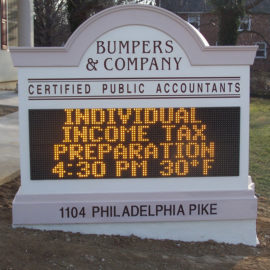 BUMPERS
& COMPANY
CERTIFIED PUBLIC ACCOUNTANTS
INDIVIDUAL
INCOME TAX
PREPARATION
4:30 PM 30°F
1104 PHILADELPHIA PIKE